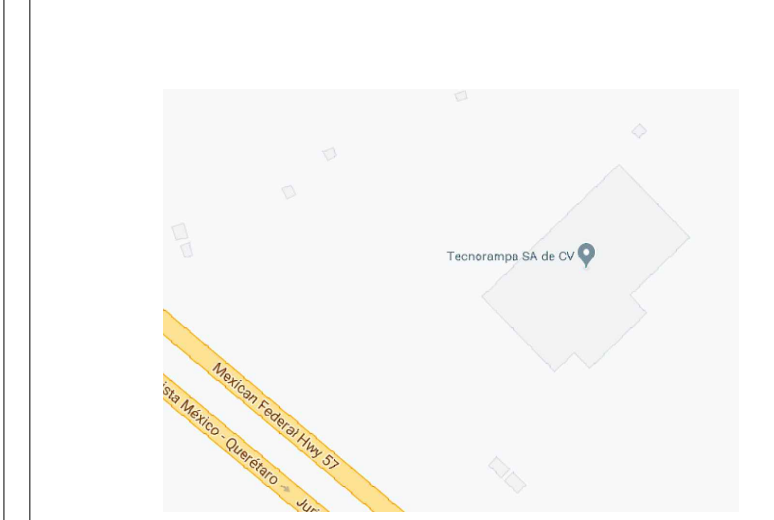 Tecnorampa SA de CV
Mexican Federal Hwy 57
ista México - Querétaro